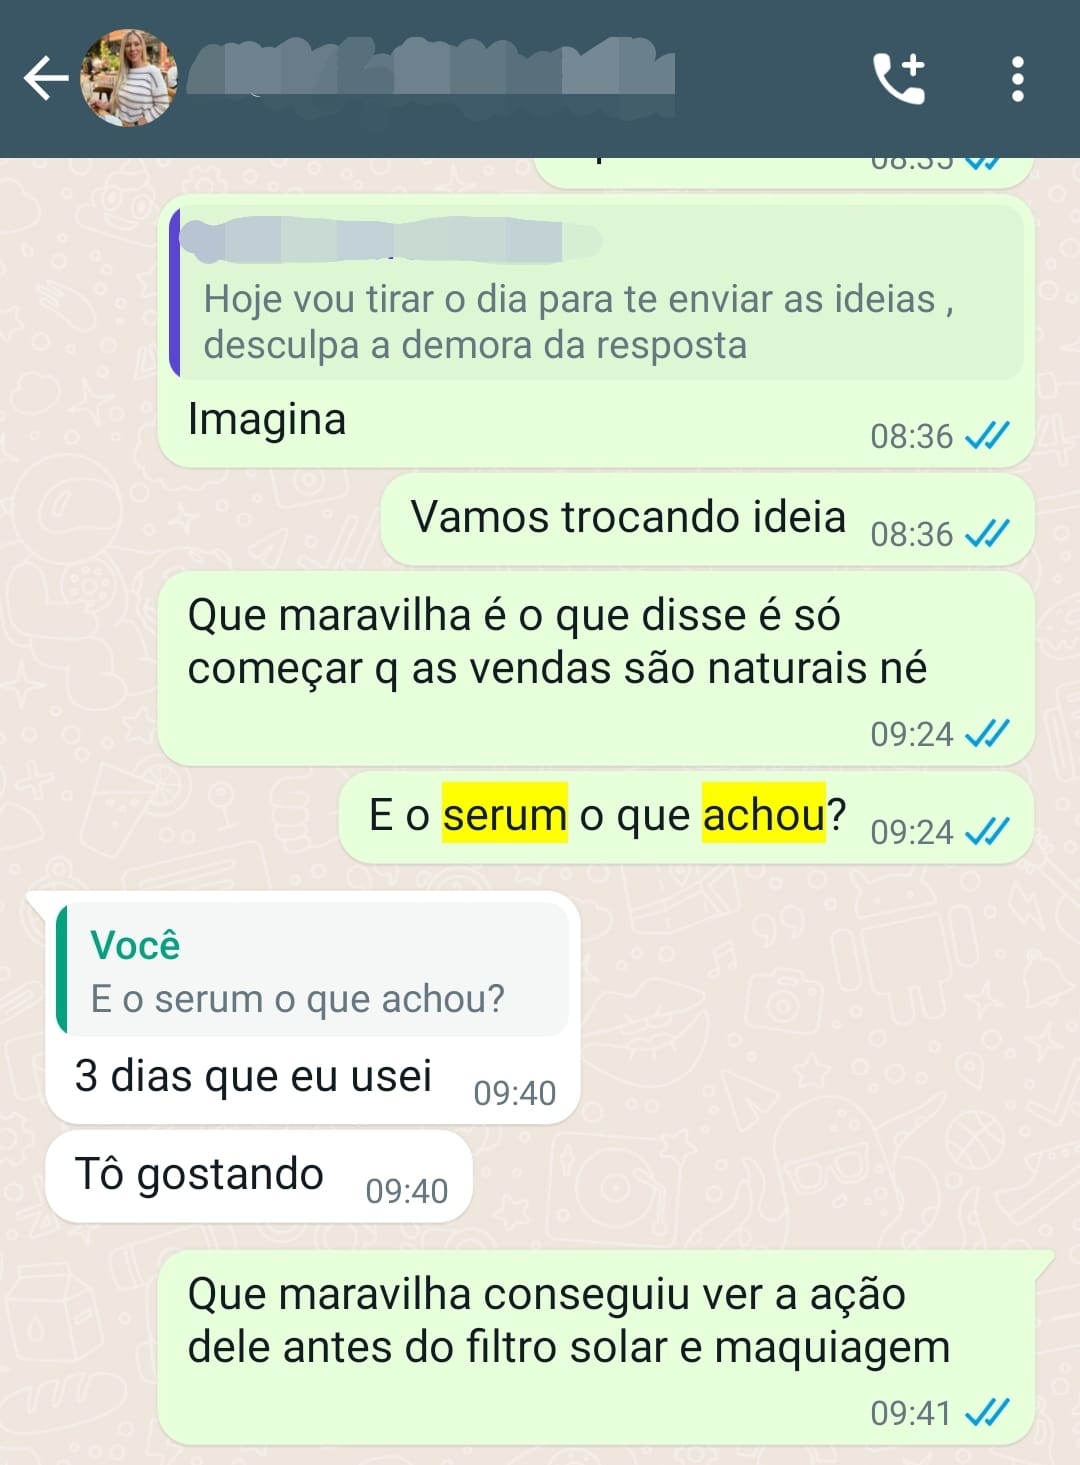 08:35
Hoje vou tirar o dia para te enviar as ideias ,
desculpa a demora da resposta
Imagina
08:36
Vamos trocando ideia
08:36
Que maravilha é o que disse é só
começar q as vendas são naturais né
09:24
E o serum o que achou?
09:24
Você
E o serum o que achou?
3 dias que eu usei
09:40
Tô gostando
09:40
Que maravilha conseguiu ver a ação
dele antes do filtro solar e maquiagem
09:41